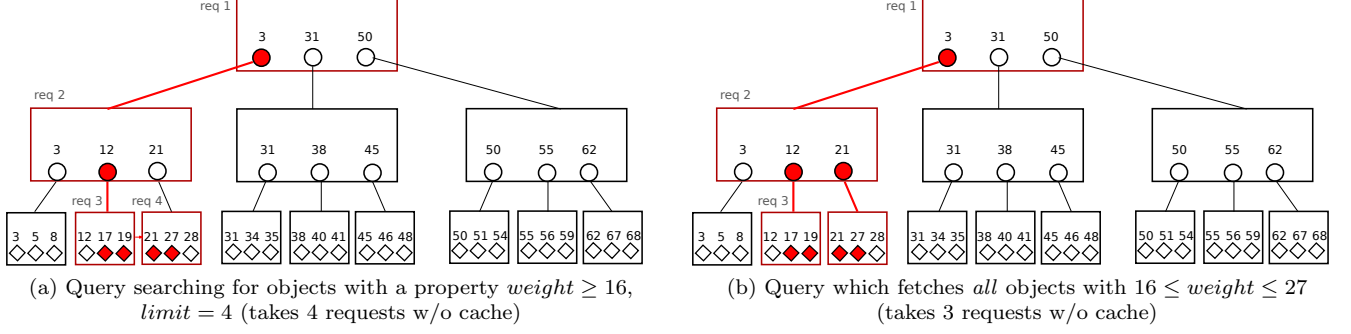 req 1
3 31 50
req 2
3 12 21
31 38 45
50 55 62
req 3 req 4
3 5 8
12 17 19
21 27 28
31 34 35
38 40 41
45 46 48
50 51 54
55 56 59
62 67 68
(a) Query searching for objects with a property weight ≥ 16,
limit = 4 (takes 4 requests w/o cache)
req 1
3 31 50
req 2
3 12 21
31 38 45
50 55 62
req 3
3 5 8
12 17 19
21 27 28
31 34 35
38 40 41
45 46 48
50 51 54
55 56 59
62 67 68
(b) Query which fetches all objects with 16 ≤ weight ≤ 27
(takes 3 requests w/o cache)